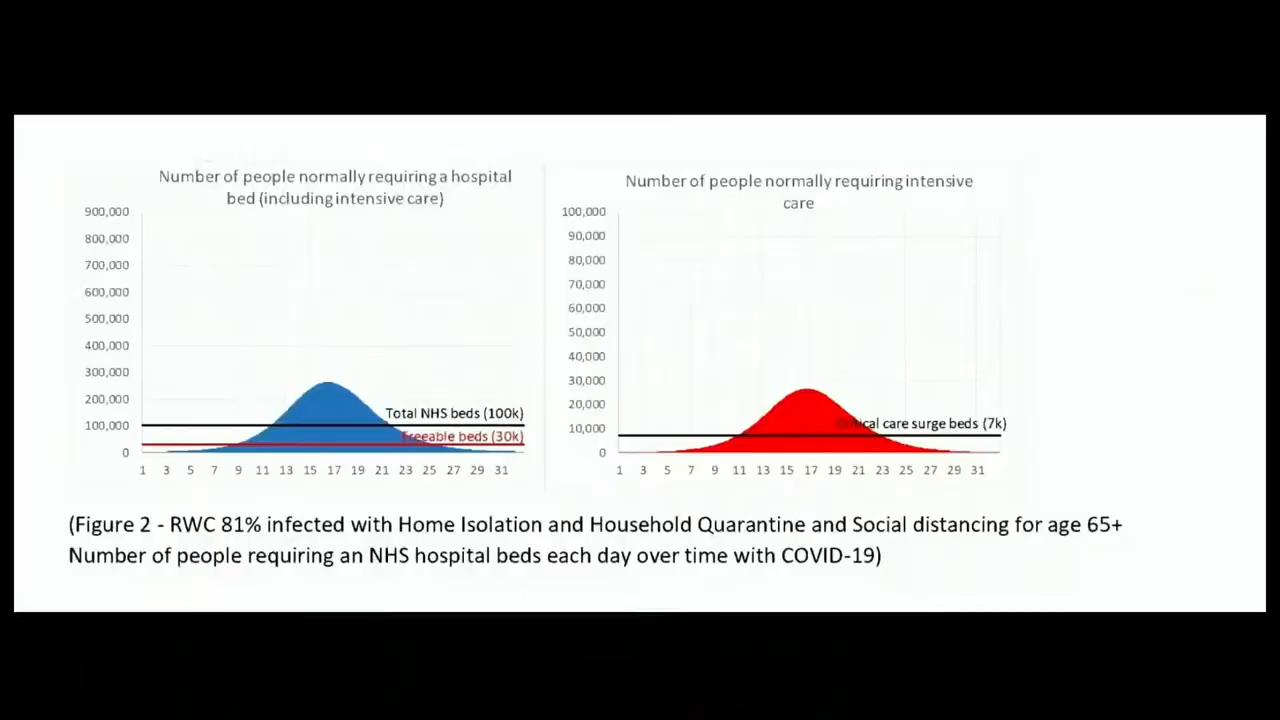 Number of people normally requiring a hospital
bed (including intensive care)
900,000
800,000
700,000
600,000
500,000
400,000
300,000
200,000
100,000
0
Total NHS beds (100k)
Freeable beds (30k)
1 3 5 7 9 11 13 15 17 19 21 23 25 27 29 31
Number of people normally requiring intensive
care
100,000
90,000
80,000
70,000
60,000
50,000
40,000
30,000
20,000
10,000
0
Critical care surge beds (7k)
1 3 5 7 9 11 13 15 17 19 21 23 25 27 29 31
(Figure 2 - RWC 81% infected with Home Isolation and Household Quarantine and Social distancing for age 65+
Number of people requiring an NHS hospital beds each day over time with COVID-19)